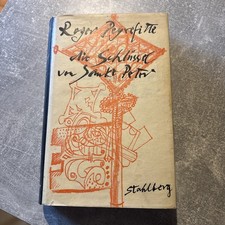 Roger Peyrefitte
die Schlüssel
von Sankt Peter
Stahlberg